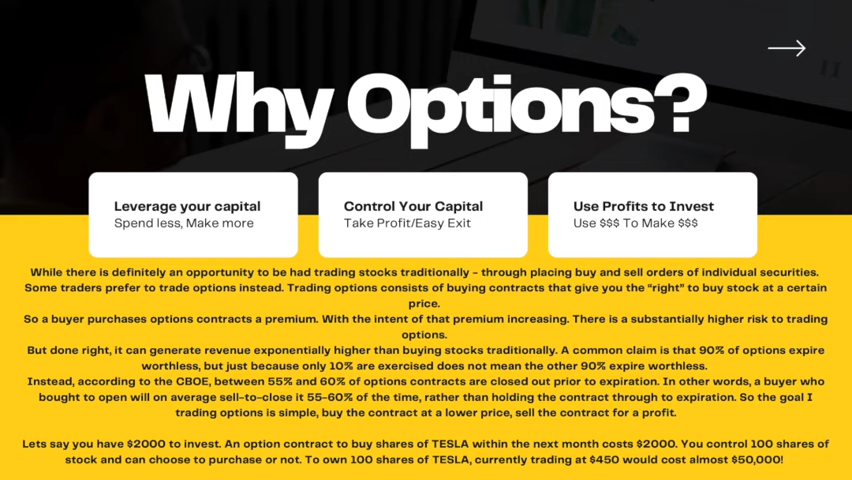 Why Options?
Leverage your capital
Spend less, Make more
Control Your Capital
Take Profit/Easy Exit
Use Profits to Invest
Use $$$ To Make $$$
While there is definitely an opportunity to be had trading stocks traditionally - through placing buy and sell orders of individual securities.
Some traders prefer to trade options instead. Trading options consists of buying contracts that give you the "right" to buy stock at a certain
price.
So a buyer purchases options contracts a premium. With the intent of that premium increasing. There is a substantially higher risk to trading
options.
But done right, it can generate revenue exponentially higher than buying stocks traditionally. A common claim is that 90% of options expire
worthless, but just because only 10% are exercised does not mean the other 90% expire worthless.
Instead, according to the CBOE, between 55% and 60% of options contracts are closed out prior to expiration. In other words, a buyer who
bought to open will on average sell-to-close it 55-60% of the time, rather than holding the contract through to expiration. So the goal I
trading options is simple, buy the contract at a lower price, sell the contract for a profit.
Lets say you have $2000 to invest. An option contract to buy shares of TESLA within the next month costs $2000. You control 100 shares of
stock and can choose to purchase or not. To own 100 shares of TESLA, currently trading at $450 would cost almost $50,000!